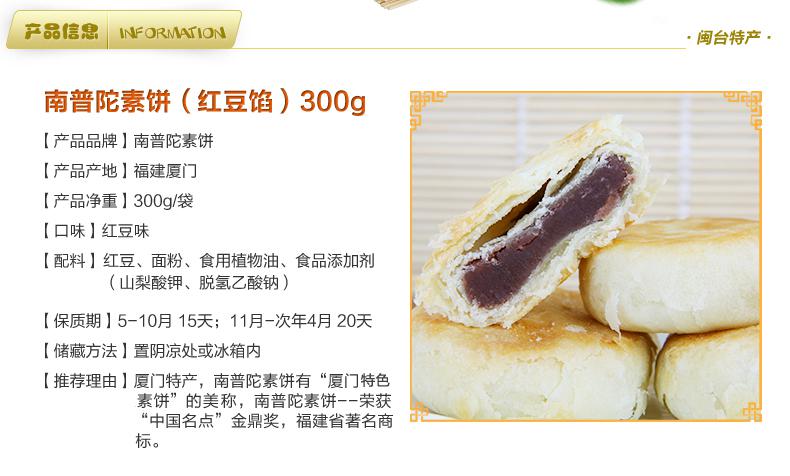 产品信息 INFORMATION
·闽台特产·
南普陀素饼（红豆馅）300g
【产品品牌】南普陀素饼
【产品产地】福建厦门
【产品净重】300g/袋
【口味】红豆味
【配料】红豆、面粉、食用植物油、食品添加剂
（山梨酸钾、脱氢乙酸钠）
【保质期】5-10月 15天；11月-次年4月 20天
【储藏方法】置阴凉处或冰箱内
【推荐理由】厦门特产，南普陀素饼有“厦门特色
素饼”的美称，南普陀素饼--荣获
“中国名点”金鼎奖，福建省著名商
标。